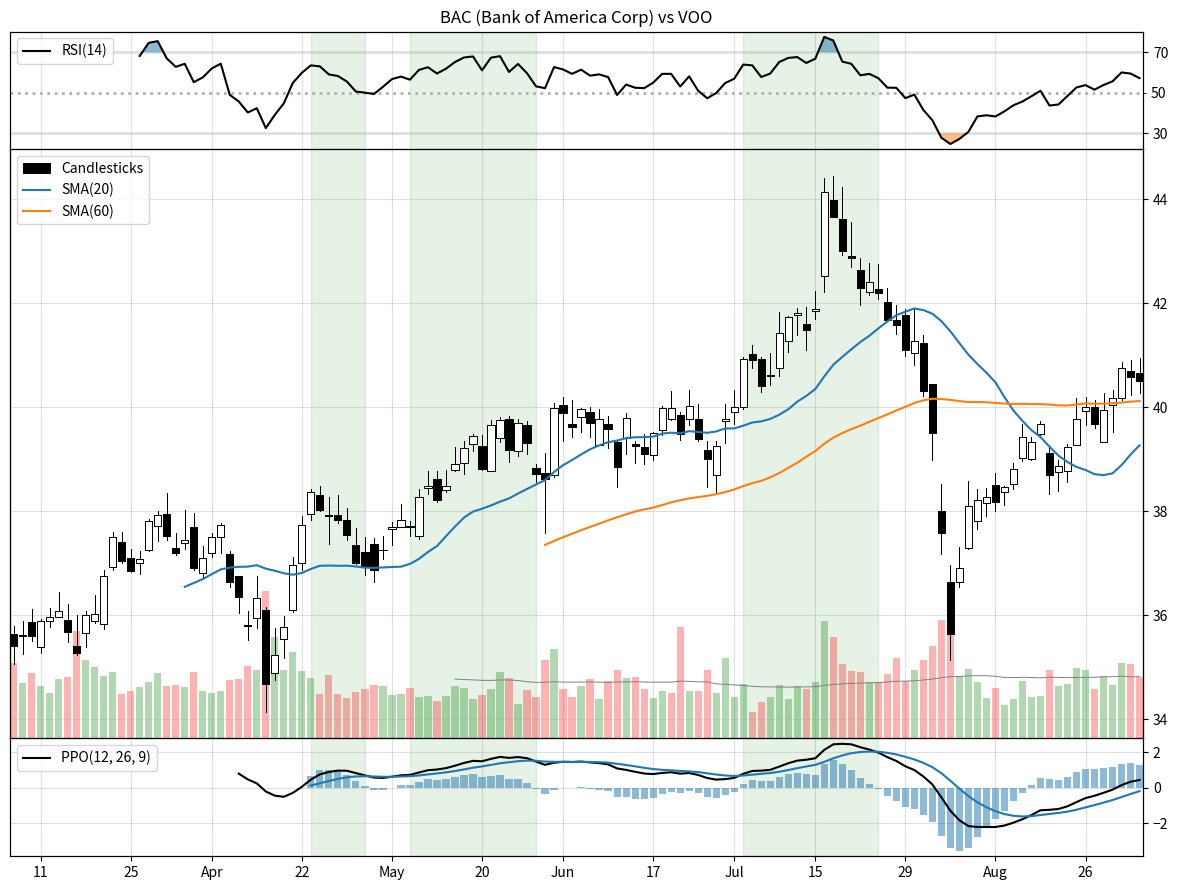 BAC (Bank of America Corp) vs VOO
RSI(14)
70
50
30
Candlesticks
SMA(20)
SMA(60)
44
42
40
38
36
34
PPO(12, 26, 9)
2
0
−2
11 25 Apr 22 May 20 Jun 17 Jul 15 29 Aug 26